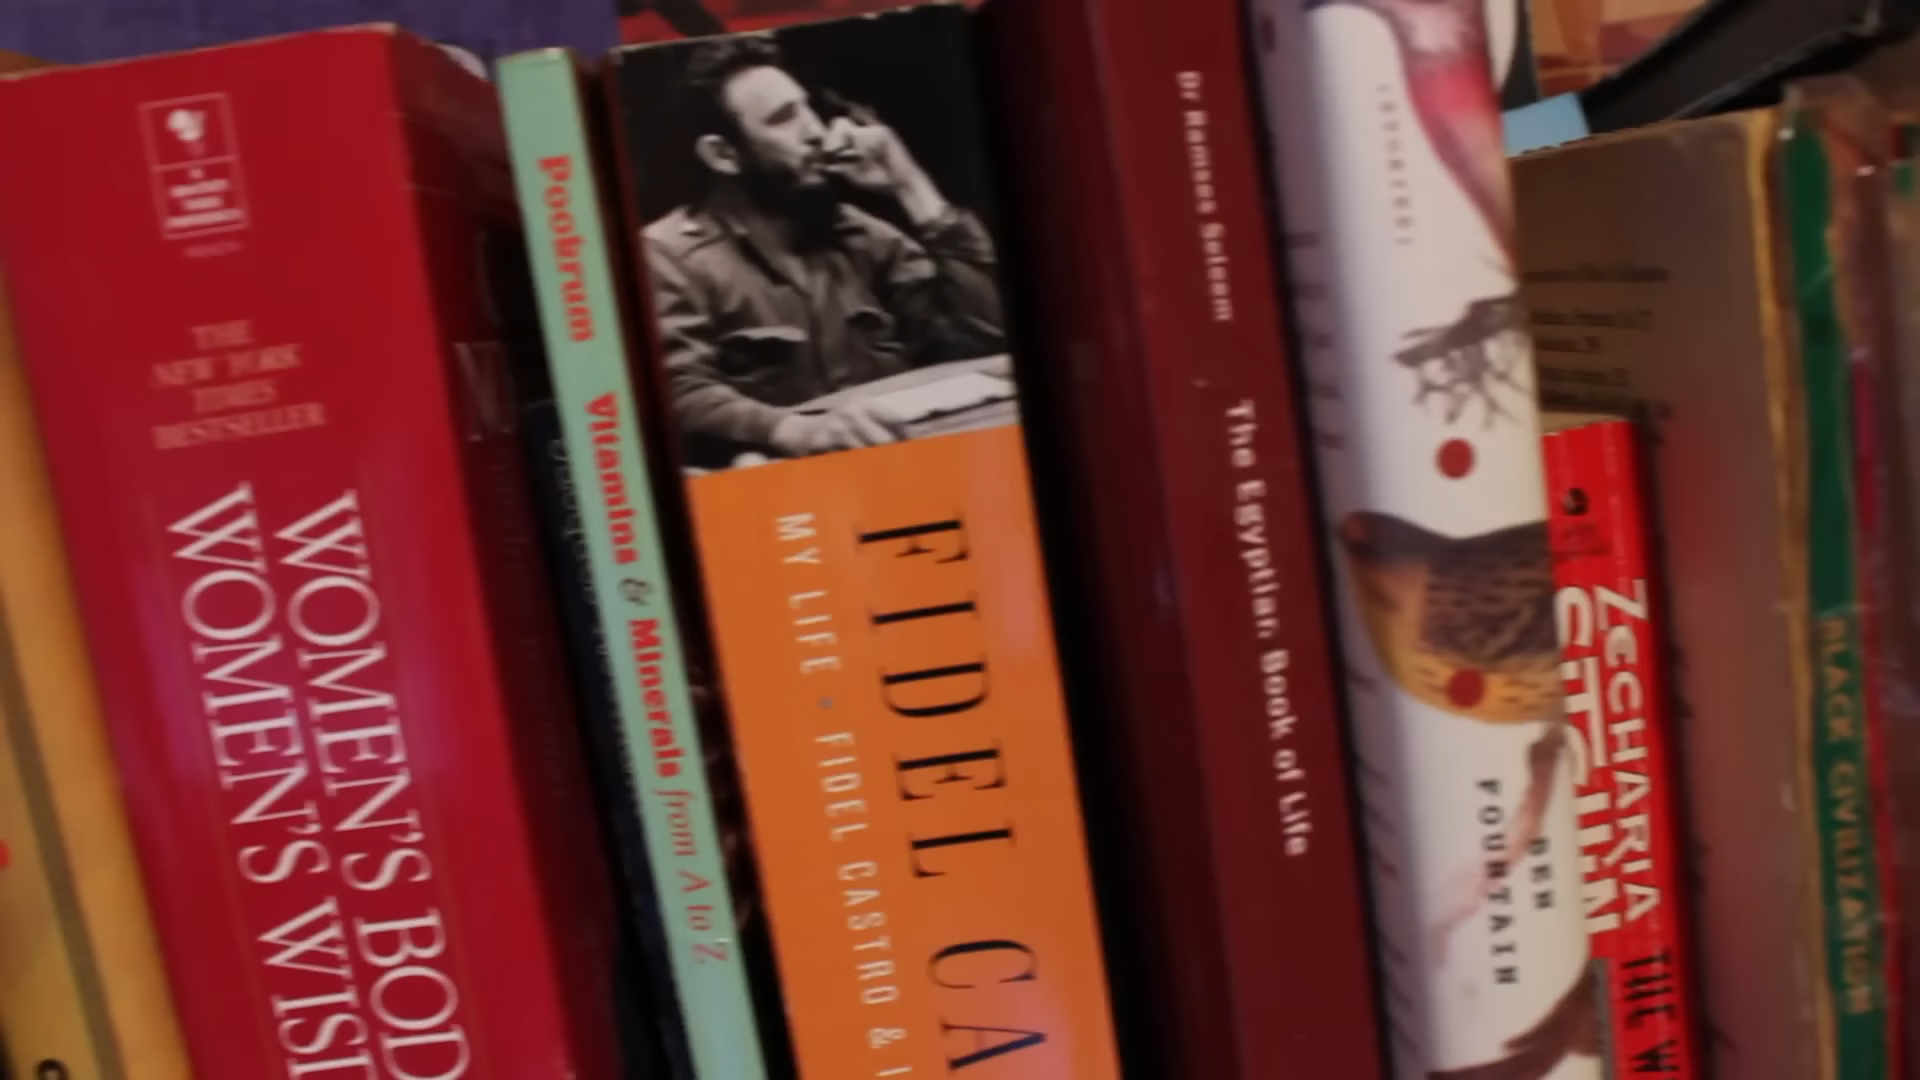 THE
NEW YORK
TIMES
BESTSELLER
WOMEN'S BOD
WOMEN'S WIS
Pookrum Vitamins & Minerals from A to Z
FIDEL CA
MY LIFE • FIDEL CASTRO &
Dr Ramses Seleem The Egyptian Book of Life
BEN
FOUNTAIN
ZECHARIA
SITCHIN
THE W
BLACK CIVILIZATION